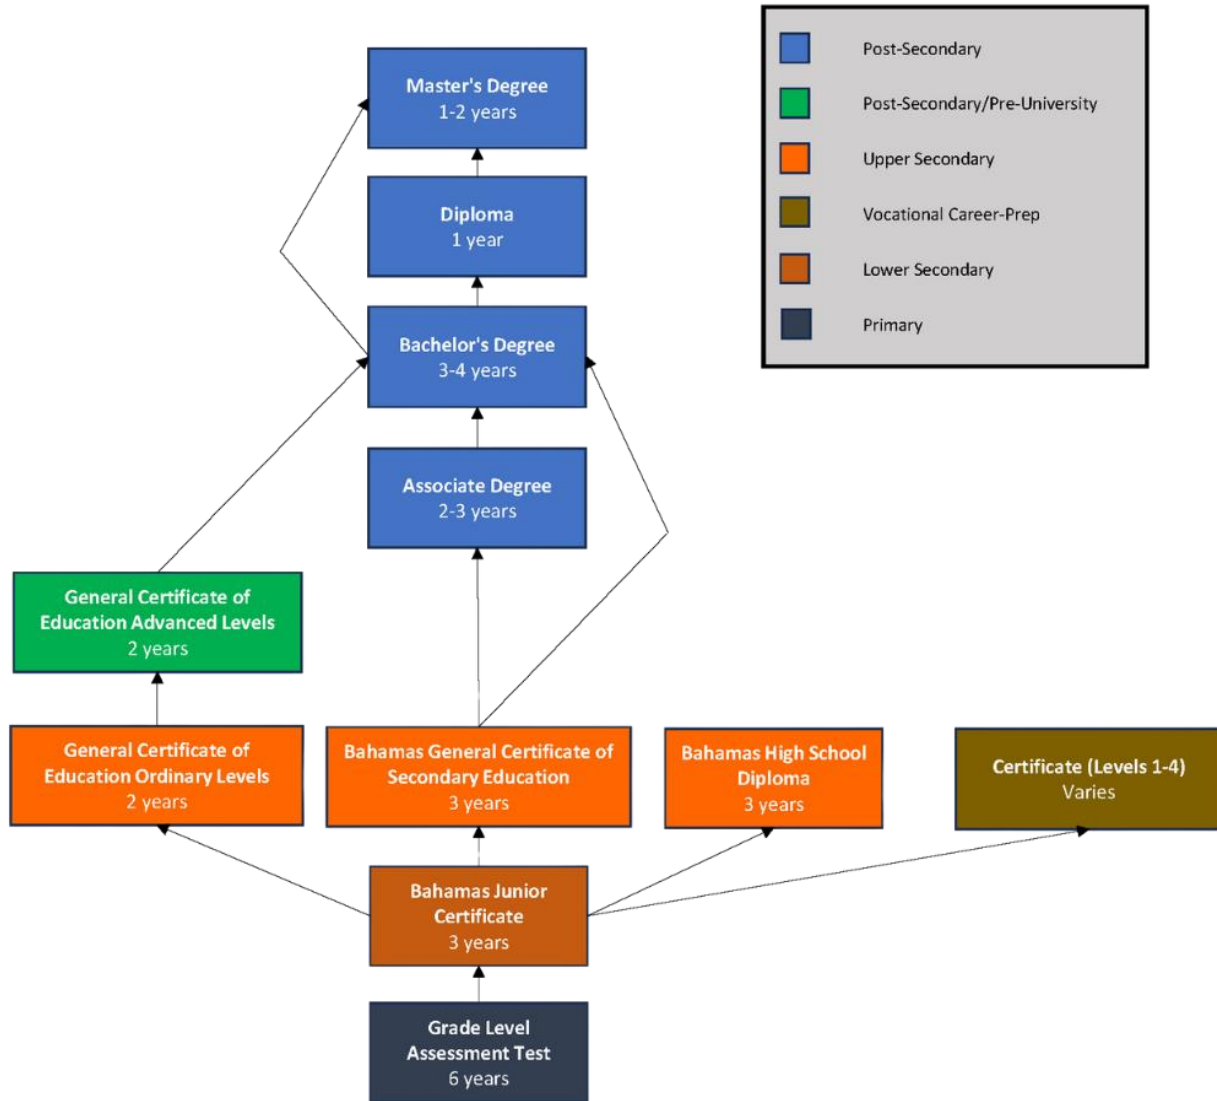 Post-Secondary
Post-Secondary/Pre-University
Upper Secondary
Vocational Career-Prep
Lower Secondary
Primary
Master's Degree
1-2 years
Diploma
1 year
Bachelor's Degree
3-4 years
Associate Degree
2-3 years
General Certificate of
Education Advanced Levels
2 years
General Certificate of
Education Ordinary Levels
2 years
Bahamas General Certificate of
Secondary Education
3 years
Bahamas High School
Diploma
3 years
Certificate (Levels 1-4)
Varies
Bahamas Junior
Certificate
3 years
Grade Level
Assessment Test
6 years